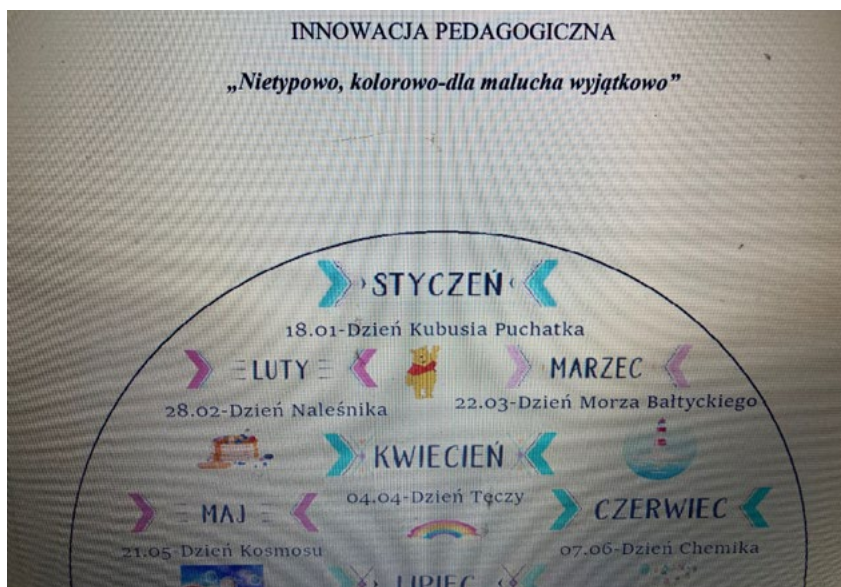 INNOWACJA PEDAGOGICZNA
„Nietypowo, kolorowo-dla malucha wyjątkowo”
STYCZEŃ
18.01-Dzień Kubusia Puchatka
LUTY
MARZEC
28.02-Dzień Naleśnika
22.03-Dzień Morza Bałtyckiego
KWIECIEŃ
04.04-Dzień Tęczy
MAJ
CZERWIEC
21.05-Dzień Kosmosu
07.06-Dzień Chemika
LIPIEC